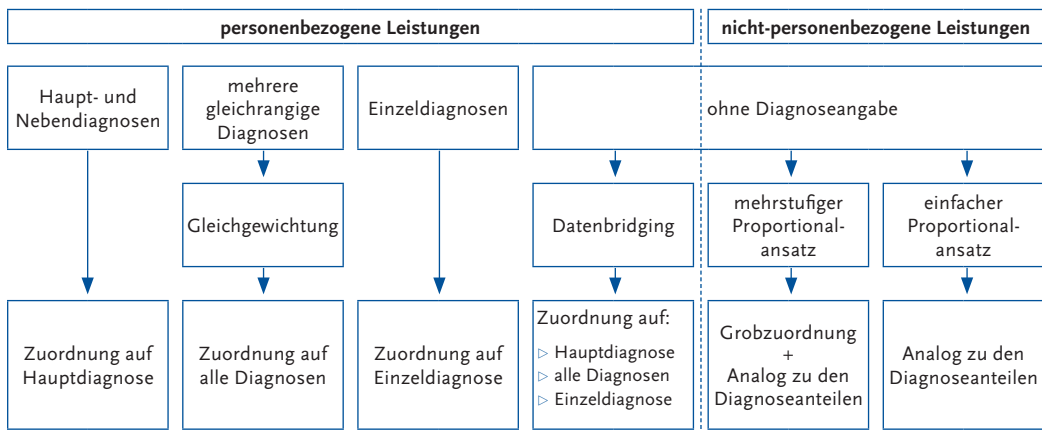 personenbezogene Leistungen
nicht-personenbezogene Leistungen
Haupt- und
Nebendiagnosen
mehrere
gleichrangige
Diagnosen
Einzeldiagnosen
ohne Diagnoseangabe
Gleichgewichtung
Datenbridging
mehrstufiger
Proportional-
ansatz
einfacher
Proportional-
ansatz
Zuordnung auf
Hauptdiagnose
Zuordnung auf
alle Diagnosen
Zuordnung auf
Einzeldiagnose
Zuordnung auf:
▷ Hauptdiagnose
▷ alle Diagnosen
▷ Einzeldiagnose
Grobzuordnung
+
Analog zu den
Diagnoseanteilen
Analog zu den
Diagnoseanteilen